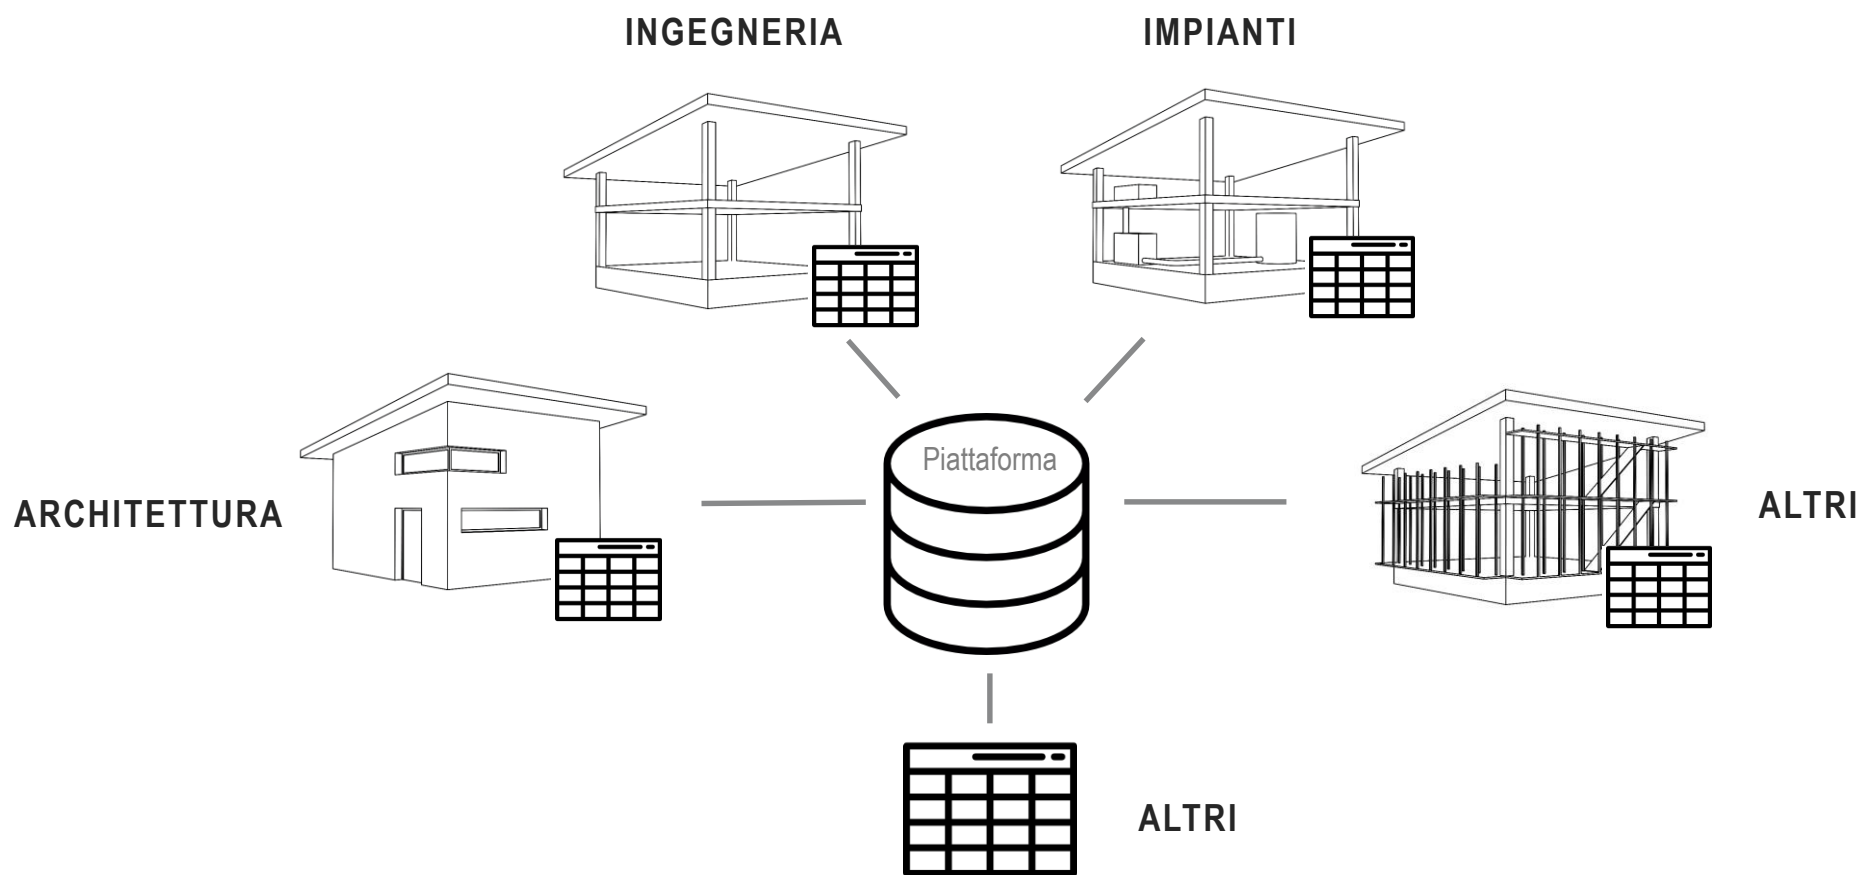 INGEGNERIA
IMPIANTI
Piattaforma
ARCHITETTURA
ALTRI
ALTRI